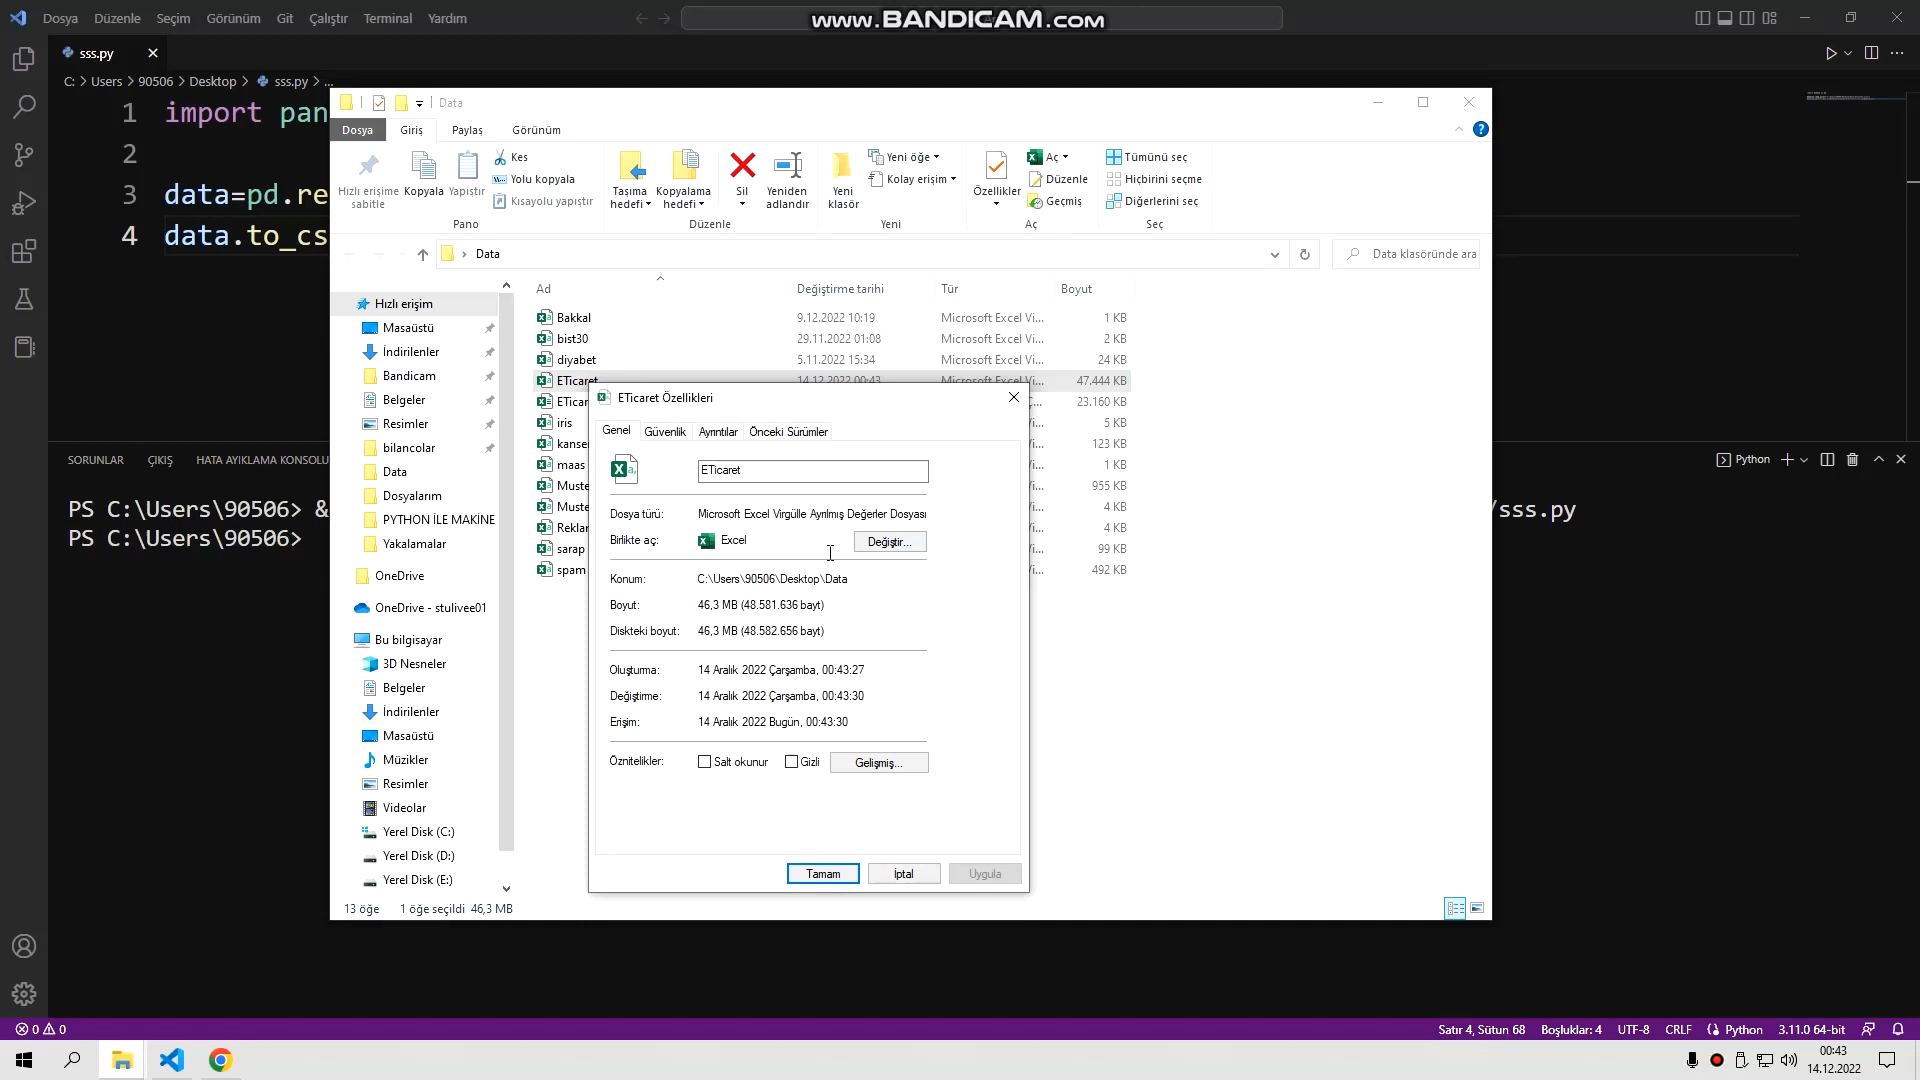 Dosya Düzenle Seçim Görünüm Git Çalıştır Terminal Yardım
www.BANDICAM.com
sss.py
C: > Users > 90506 > Desktop > sss.py > ...
1 import pan
2
3 data=pd.re
4 data.to_cs
Data
Dosya Giriş Paylaş Görünüm
Hızlı erişime sabitle
Kopyala
Yapıştır
Kes
Yolu kopyala
Kısayolu yapıştır
Pano
Taşıma hedefi
Kopyalama hedefi
Sil
Yeniden adlandır
Düzenle
Yeni klasör
Yeni öğe
Kolay erişim
Yeni
Özellikler
Aç
Düzenle
Geçmiş
Aç
Tümünü seç
Hiçbirini seçme
Diğerlerini seç
Seç
Data
Data klasöründe ara
Ad Değiştirme tarihi Tür Boyut
Hızlı erişim
Masaüstü
İndirilenler
Bandicam
Belgeler
Resimler
bilancolar
Data
Dosyalarım
PYTHON İLE MAKİNE
Yakalamalar
OneDrive
OneDrive - stulivee01
Bu bilgisayar
3D Nesneler
Belgeler
İndirilenler
Masaüstü
Müzikler
Resimler
Videolar
Yerel Disk (C:)
Yerel Disk (D:)
Yerel Disk (E:)
Bakkal 9.12.2022 10:19 Microsoft Excel Vi... 1 KB
bist30 29.11.2022 01:08 Microsoft Excel Vi... 2 KB
diyabet 5.11.2022 15:34 Microsoft Excel Vi... 24 KB
ETicaret 14.12.2022 00:43 Microsoft Excel Vi... 47.444 KB
ETicar 23.160 KB
iris 5 KB
kanser 123 KB
maas 1 KB
Muste 955 KB
Muste 4 KB
Reklar 4 KB
sarap 99 KB
spam 492 KB
ETicaret Özellikleri
Genel Güvenlik Ayrıntılar Önceki Sürümler
ETicaret
Dosya türü: Microsoft Excel Virgülle Ayrılmış Değerler Dosyası
Birlikte aç: Excel Değiştir...
Konum: C:\Users\90506\Desktop\Data
Boyut: 46,3 MB (48.581.636 bayt)
Diskteki boyut: 46,3 MB (48.582.656 bayt)
Oluşturma: 14 Aralık 2022 Çarşamba, 00:43:27
Değiştirme: 14 Aralık 2022 Çarşamba, 00:43:30
Erişim: 14 Aralık 2022 Bugün, 00:43:30
Öznitelikler: Salt okunur Gizli Gelişmiş...
Tamam İptal Uygula
13 öğe 1 öğe seçildi 46,3 MB
SORUNLAR ÇIKIŞ HATA AYIKLAMA KONSOLU
Python
PS C:\Users\90506> & /sss.py
PS C:\Users\90506>
0 0
Satır 4, Sütun 68 Boşluklar: 4 UTF-8 CRLF Python 3.11.0 64-bit
00:43
14.12.2022